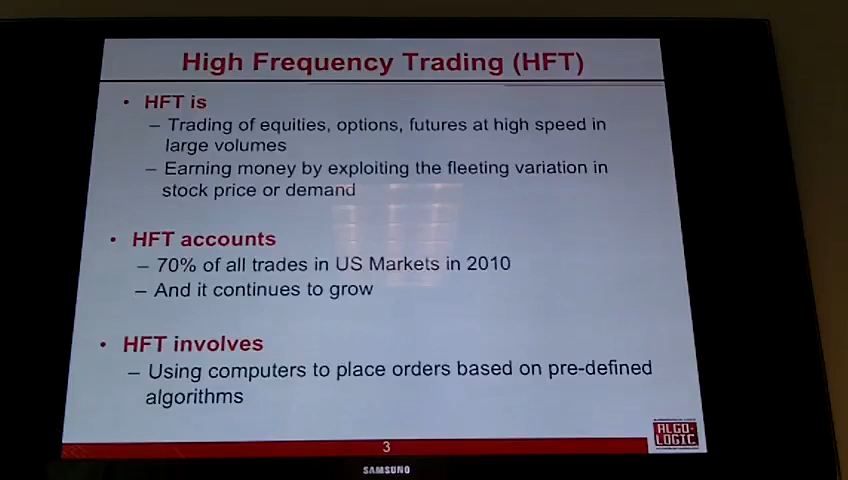 High Frequency Trading (HFT)
• HFT is
– Trading of equities, options, futures at high speed in
large volumes
– Earning money by exploiting the fleeting variation in
stock price or demand
• HFT accounts
– 70% of all trades in US Markets in 2010
– And it continues to grow
• HFT involves
– Using computers to place orders based on pre-defined
algorithms
3
ALGO-
LOGIC
SAMSUNG